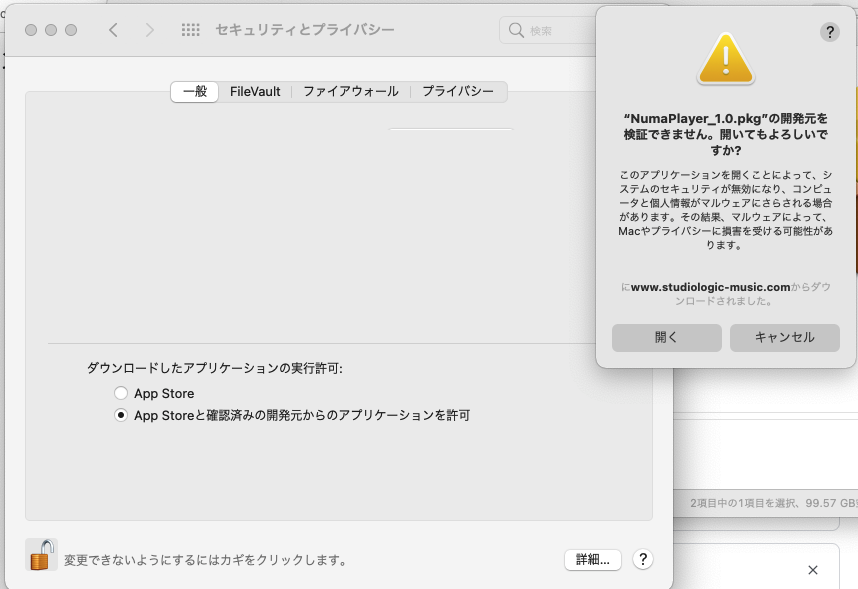 セキュリティとプライバシー
検索
一般
FileVault
ファイアウォール
プライバシー
ダウンロードしたアプリケーションの実行許可:
App Store
App Storeと確認済みの開発元からのアプリケーションを許可
変更できないようにするにはカギをクリックします。
詳細...
?
?
“NumaPlayer_1.0.pkg”の開発元を
検証できません。開いてもよろしいで
すか?
このアプリケーションを開くことによって、シ
ステムのセキュリティが無効になり、コンピュ
ータと個人情報がマルウェアにさらされる場合
があります。その結果、マルウェアによって、
Macやプライバシーに損害を受ける可能性があ
ります。
にwww.studiologic-music.comからダウ
ンロードされました。
開く
キャンセル
2項目中の1項目を選択、99.57 GB